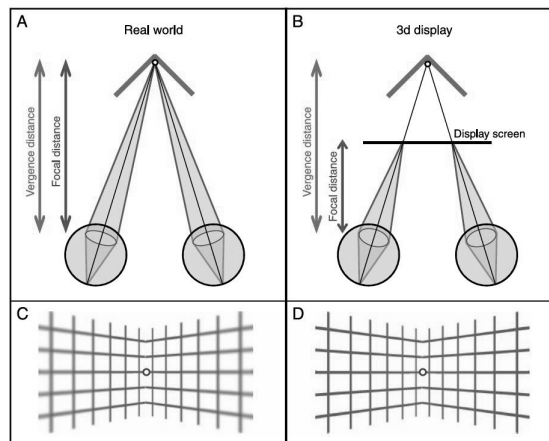 A
Real world
Vergence distance
Focal distance
B
3d display
Vergence distance
Focal distance
Display screen
C
D